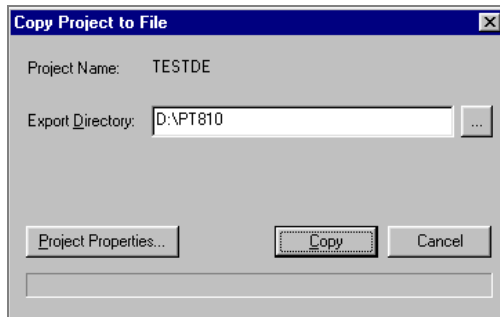 Copy Project to File
Project Name: TESTDE
Export Directory: D:\PT810 ...
Project Properties... Copy Cancel